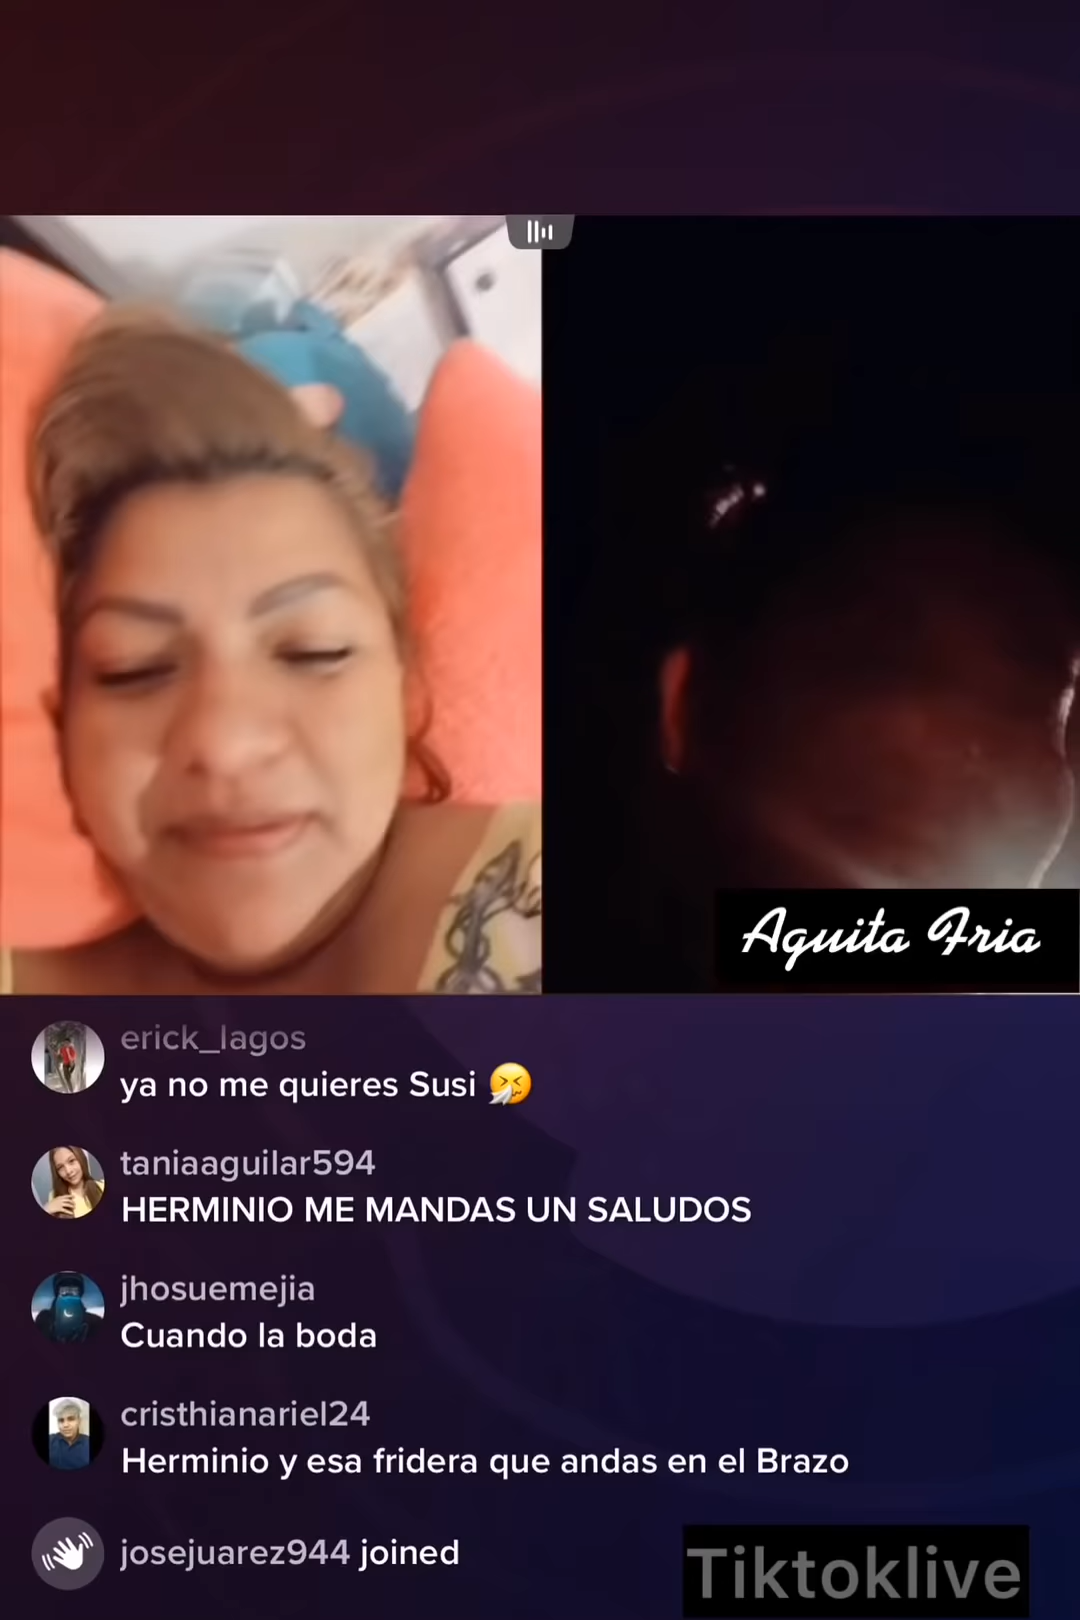 Aguita Fria
erick_lagos
ya no me quieres Susi 🤧
taniaaguilar594
HERMINIO ME MANDAS UN SALUDOS
jhosuemejia
Cuando la boda
cristhianariel24
Herminio y esa fridera que andas en el Brazo
josejuarez944 joined
Tiktoklive